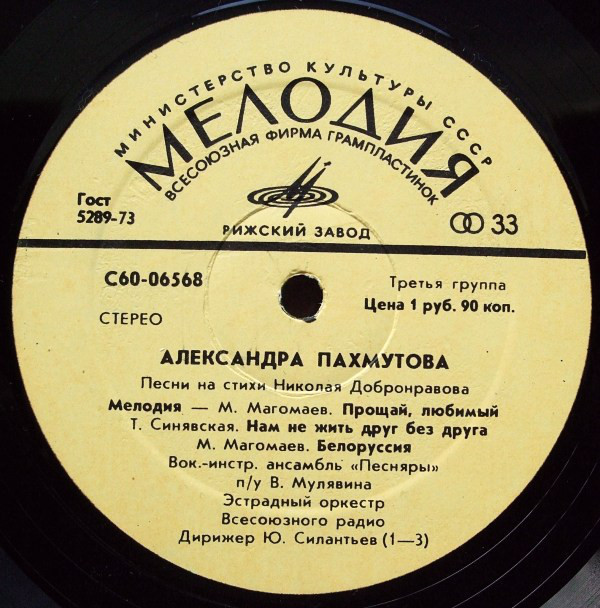 МИНИСТЕРСТВО КУЛЬТУРЫ СССР
МЕЛОДИЯ
ВСЕСОЮЗНАЯ ФИРМА ГРАМПЛАСТИНОК
Гост
5289-73
33
РИЖСКИЙ ЗАВОД
С60-06568
Третья группа
Цена 1 руб. 90 коп.
СТЕРЕО
АЛЕКСАНДРА ПАХМУТОВА
Песни на стихи Николая Добронравова
Мелодия — М. Магомаев. Прощай, любимый
Т. Синявская. Нам не жить друг без друга
М. Магомаев. Белоруссия
Вок.-инстр. ансамбль «Песняры»
п/у В. Мулявина
Эстрадный оркестр
Всесоюзного радио
Дирижер Ю. Силантьев (1—3)